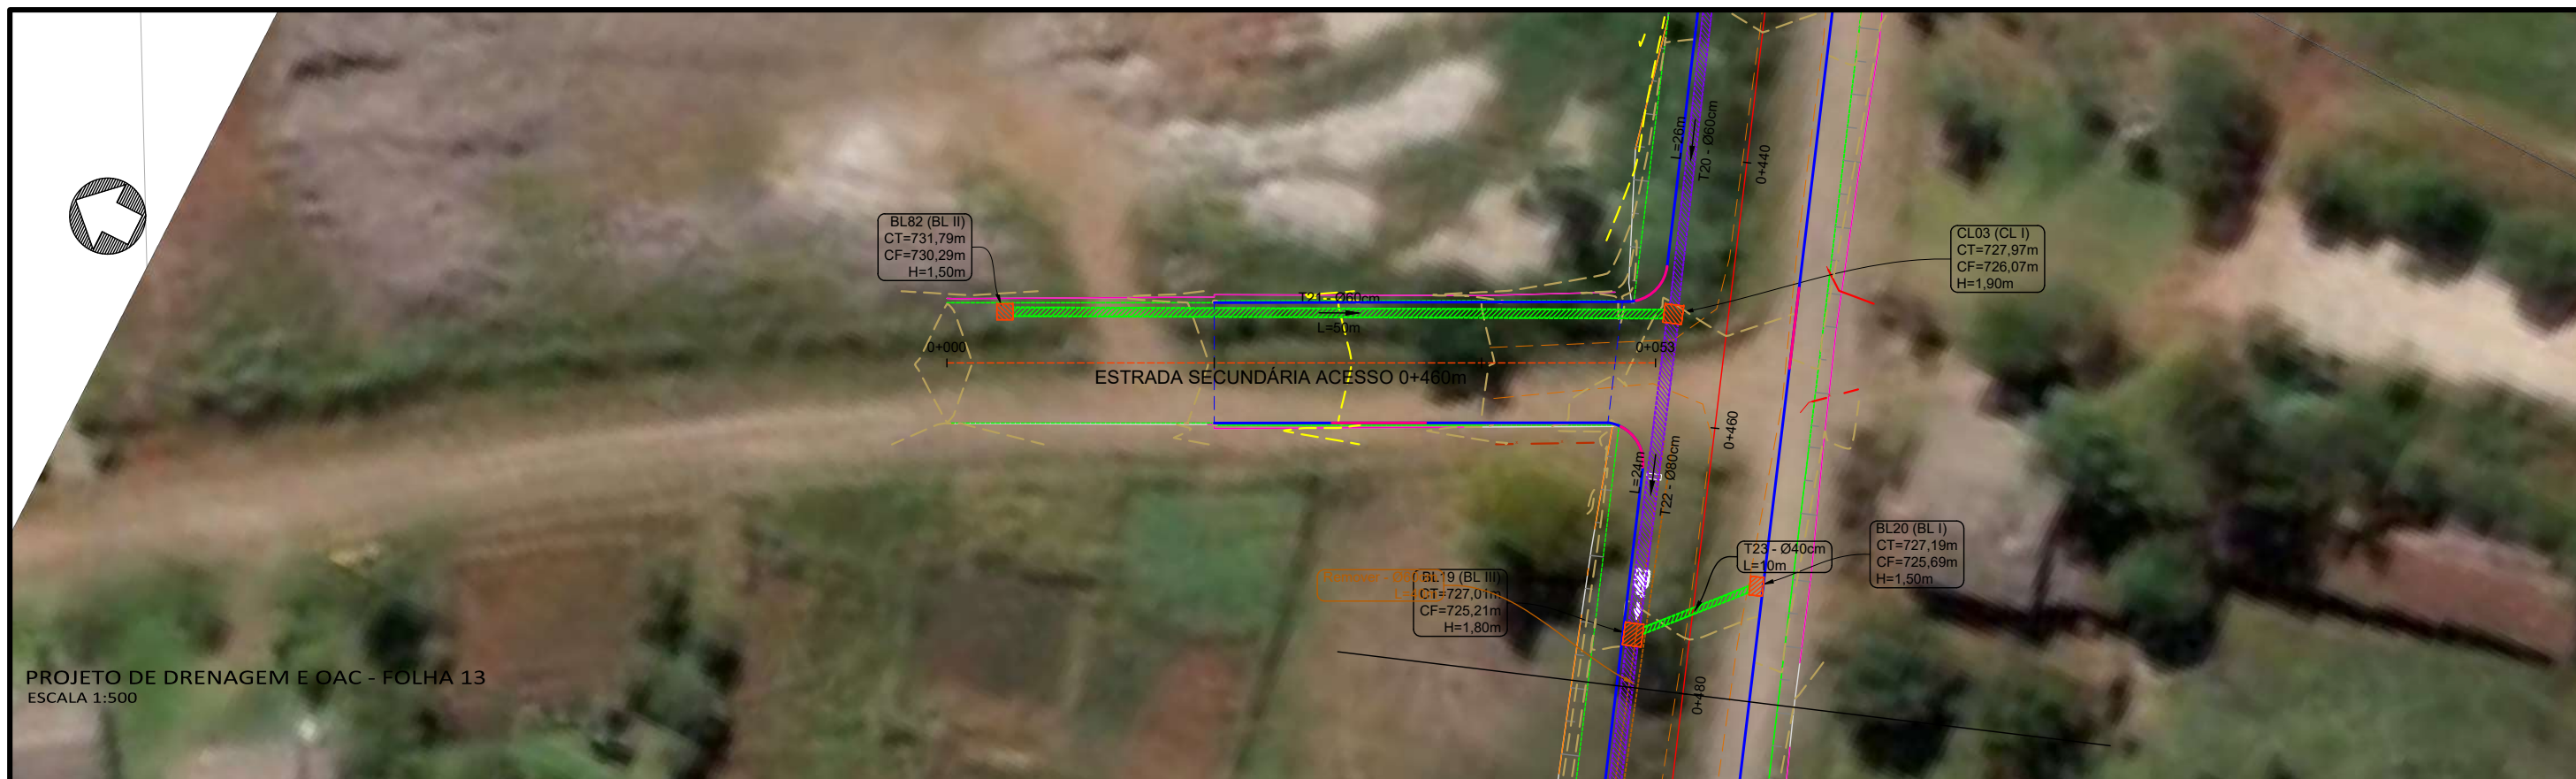 L=26m
T20 - Ø60cm
0+440
BL82 (BL II)
CT=731,79m
CF=730,29m
H=1,50m
CL03 (CL I)
CT=727,97m
CF=726,07m
H=1,90m
T21 - Ø60cm
L=50m
0+000
0+053
ESTRADA SECUNDÁRIA ACESSO 0+460m
0+460
L=24m
T22 - Ø80cm
BL20 (BL I)
CT=727,19m
CF=725,69m
H=1,50m
T23 - Ø40cm
L=10m
BL19 (BL III)
CT=727,01m
CF=725,21m
H=1,80m
0+480
PROJETO DE DRENAGEM E OAC - FOLHA 13
ESCALA 1:500